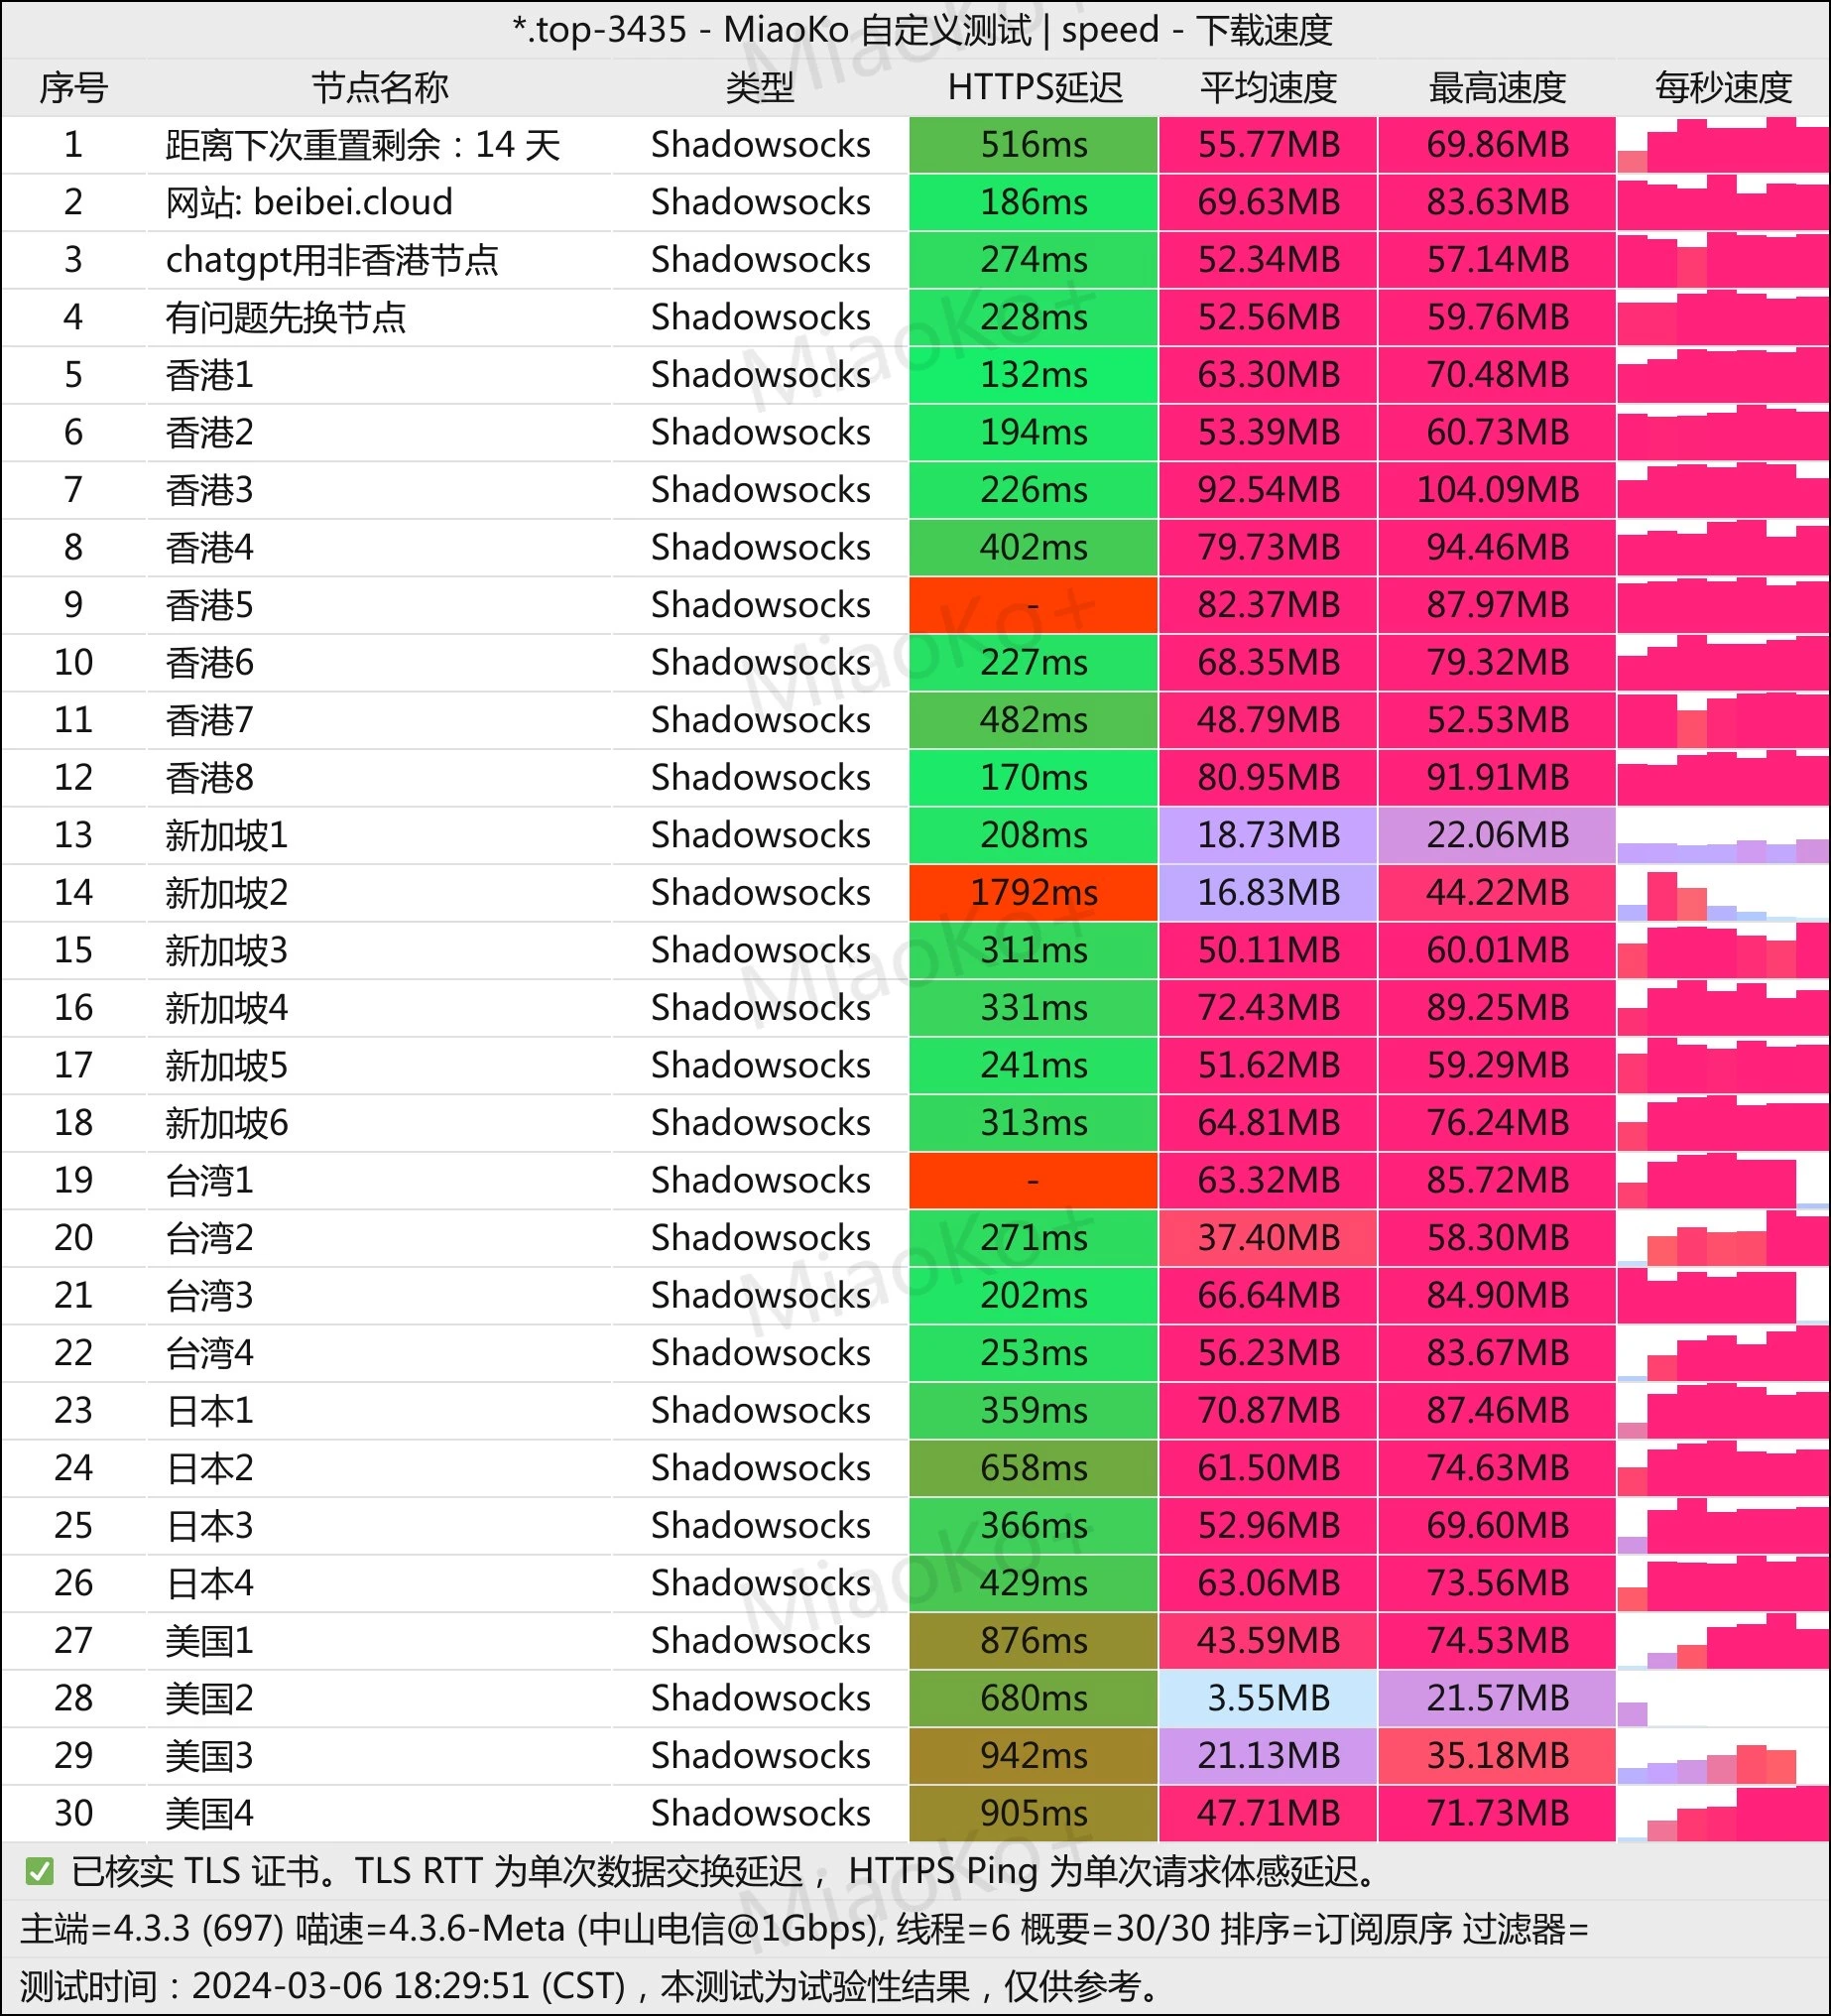 *.top-3435 - MiaoKo 自定义测试 | speed - 下载速度
序号 节点名称 类型 HTTPS延迟 平均速度 最高速度 每秒速度
1 距离下次重置剩余：14 天 Shadowsocks 516ms 55.77MB 69.86MB
2 网站: beibei.cloud Shadowsocks 186ms 69.63MB 83.63MB
3 chatgpt用非香港节点 Shadowsocks 274ms 52.34MB 57.14MB
4 有问题先换节点 Shadowsocks 228ms 52.56MB 59.76MB
5 香港1 Shadowsocks 132ms 63.30MB 70.48MB
6 香港2 Shadowsocks 194ms 53.39MB 60.73MB
7 香港3 Shadowsocks 226ms 92.54MB 104.09MB
8 香港4 Shadowsocks 402ms 79.73MB 94.46MB
9 香港5 Shadowsocks - 82.37MB 87.97MB
10 香港6 Shadowsocks 227ms 68.35MB 79.32MB
11 香港7 Shadowsocks 482ms 48.79MB 52.53MB
12 香港8 Shadowsocks 170ms 80.95MB 91.91MB
13 新加坡1 Shadowsocks 208ms 18.73MB 22.06MB
14 新加坡2 Shadowsocks 1792ms 16.83MB 44.22MB
15 新加坡3 Shadowsocks 311ms 50.11MB 60.01MB
16 新加坡4 Shadowsocks 331ms 72.43MB 89.25MB
17 新加坡5 Shadowsocks 241ms 51.62MB 59.29MB
18 新加坡6 Shadowsocks 313ms 64.81MB 76.24MB
19 台湾1 Shadowsocks - 63.32MB 85.72MB
20 台湾2 Shadowsocks 271ms 37.40MB 58.30MB
21 台湾3 Shadowsocks 202ms 66.64MB 84.90MB
22 台湾4 Shadowsocks 253ms 56.23MB 83.67MB
23 日本1 Shadowsocks 359ms 70.87MB 87.46MB
24 日本2 Shadowsocks 658ms 61.50MB 74.63MB
25 日本3 Shadowsocks 366ms 52.96MB 69.60MB
26 日本4 Shadowsocks 429ms 63.06MB 73.56MB
27 美国1 Shadowsocks 876ms 43.59MB 74.53MB
28 美国2 Shadowsocks 680ms 3.55MB 21.57MB
29 美国3 Shadowsocks 942ms 21.13MB 35.18MB
30 美国4 Shadowsocks 905ms 47.71MB 71.73MB
✅ 已核实 TLS 证书。TLS RTT 为单次数据交换延迟， HTTPS Ping 为单次请求体感延迟。
主端=4.3.3 (697) 喵速=4.3.6-Meta (中山电信@1Gbps), 线程=6 概要=30/30 排序=订阅原序 过滤器=
测试时间：2024-03-06 18:29:51 (CST)，本测试为试验性结果，仅供参考。
MiaoKo+
MiaoKo+
MiaoKo+
MiaoKo+
MiaoKo+
MiaoKo+
MiaoKo+